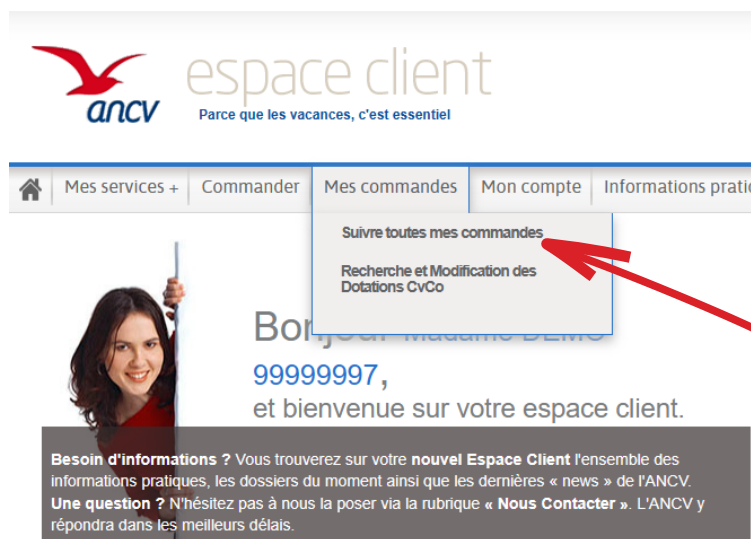 espace client
ancv
Parce que les vacances, c'est essentiel
Mes services + Commander Mes commandes Mon compte Informations pratic
Suivre toutes mes commandes
Recherche et Modification des
Dotations CvCo
Bonjour Madame DEMO
99999997,
et bienvenue sur votre espace client.
Besoin d'informations ? Vous trouverez sur votre nouvel Espace Client l'ensemble des
informations pratiques, les dossiers du moment ainsi que les dernières « news » de l'ANCV.
Une question ? N'hésitez pas à nous la poser via la rubrique « Nous Contacter ». L'ANCV y
répondra dans les meilleurs délais.